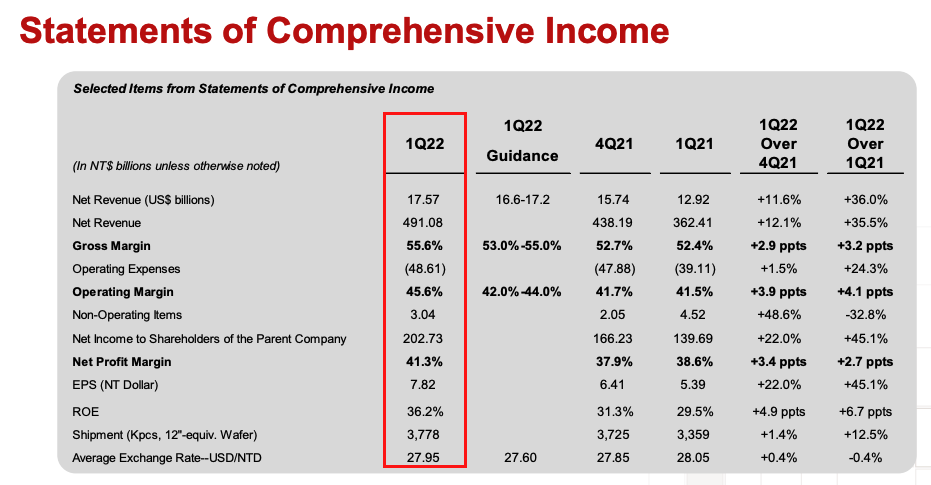 Statements of Comprehensive Income
Selected Items from Statements of Comprehensive Income
(In NT$ billions unless otherwise noted) 1Q22 1Q22 Guidance 4Q21 1Q21 1Q22 Over 4Q21 1Q22 Over 1Q21
Net Revenue (US$ billions) 17.57 16.6-17.2 15.74 12.92 +11.6% +36.0%
Net Revenue 491.08 438.19 362.41 +12.1% +35.5%
Gross Margin 55.6% 53.0%-55.0% 52.7% 52.4% +2.9 ppts +3.2 ppts
Operating Expenses (48.61) (47.88) (39.11) +1.5% +24.3%
Operating Margin 45.6% 42.0%-44.0% 41.7% 41.5% +3.9 ppts +4.1 ppts
Non-Operating Items 3.04 2.05 4.52 +48.6% -32.8%
Net Income to Shareholders of the Parent Company 202.73 166.23 139.69 +22.0% +45.1%
Net Profit Margin 41.3% 37.9% 38.6% +3.4 ppts +2.7 ppts
EPS (NT Dollar) 7.82 6.41 5.39 +22.0% +45.1%
ROE 36.2% 31.3% 29.5% +4.9 ppts +6.7 ppts
Shipment (Kpcs, 12"-equiv. Wafer) 3,778 3,725 3,359 +1.4% +12.5%
Average Exchange Rate--USD/NTD 27.95 27.60 27.85 28.05 +0.4% -0.4%